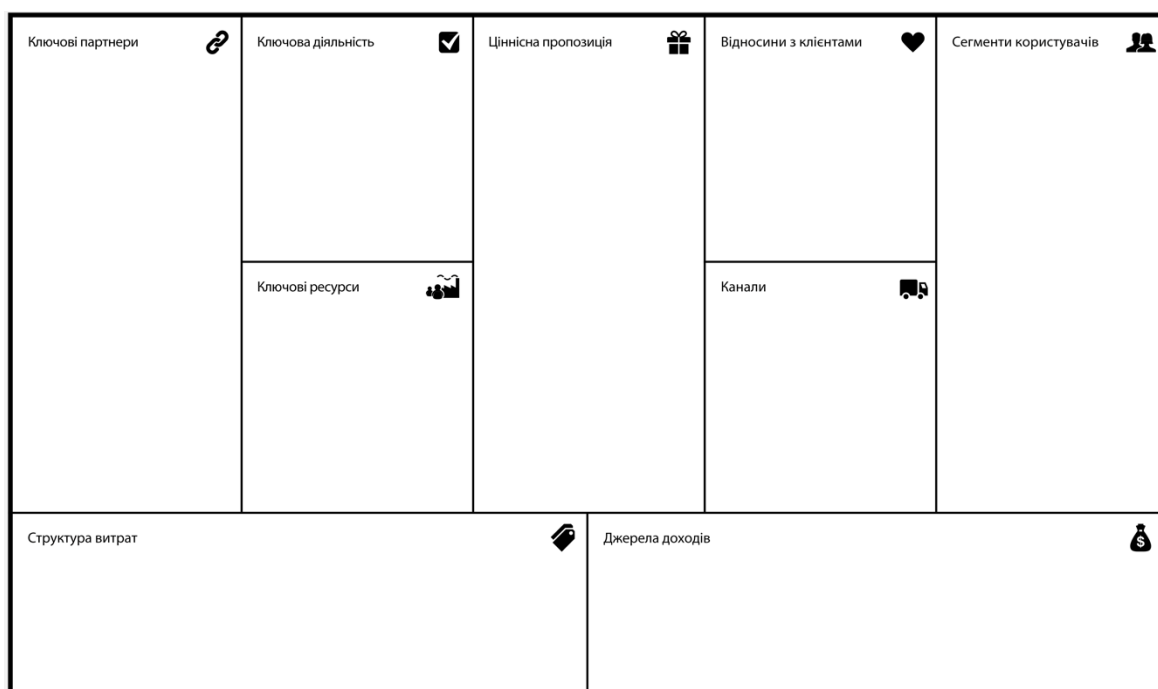 Ключові партнери
Ключова діяльність
Ціннісна пропозиція
Відносини з клієнтами
Сегменти користувачів
Ключові ресурси
Канали
Структура витрат
Джерела доходів
$